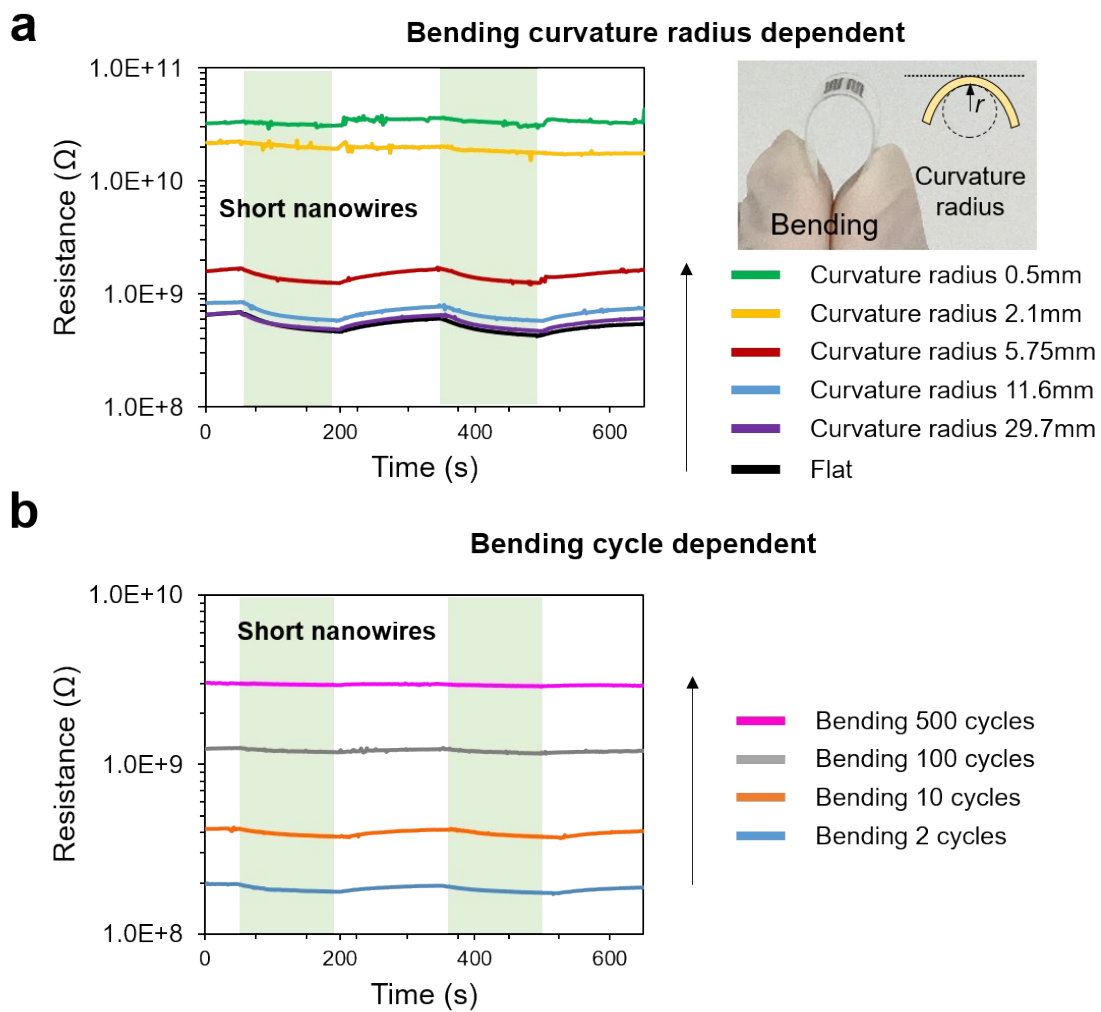 a
Bending curvature radius dependent
1.0E+11
1.0E+10
1.0E+9
1.0E+8
Resistance (Ω)
Short nanowires
0
200
400
600
Time (s)
r
Curvature
radius
Bending
Curvature radius 0.5mm
Curvature radius 2.1mm
Curvature radius 5.75mm
Curvature radius 11.6mm
Curvature radius 29.7mm
Flat
b
Bending cycle dependent
1.0E+10
1.0E+9
1.0E+8
Resistance (Ω)
Short nanowires
0
200
400
600
Time (s)
Bending 500 cycles
Bending 100 cycles
Bending 10 cycles
Bending 2 cycles